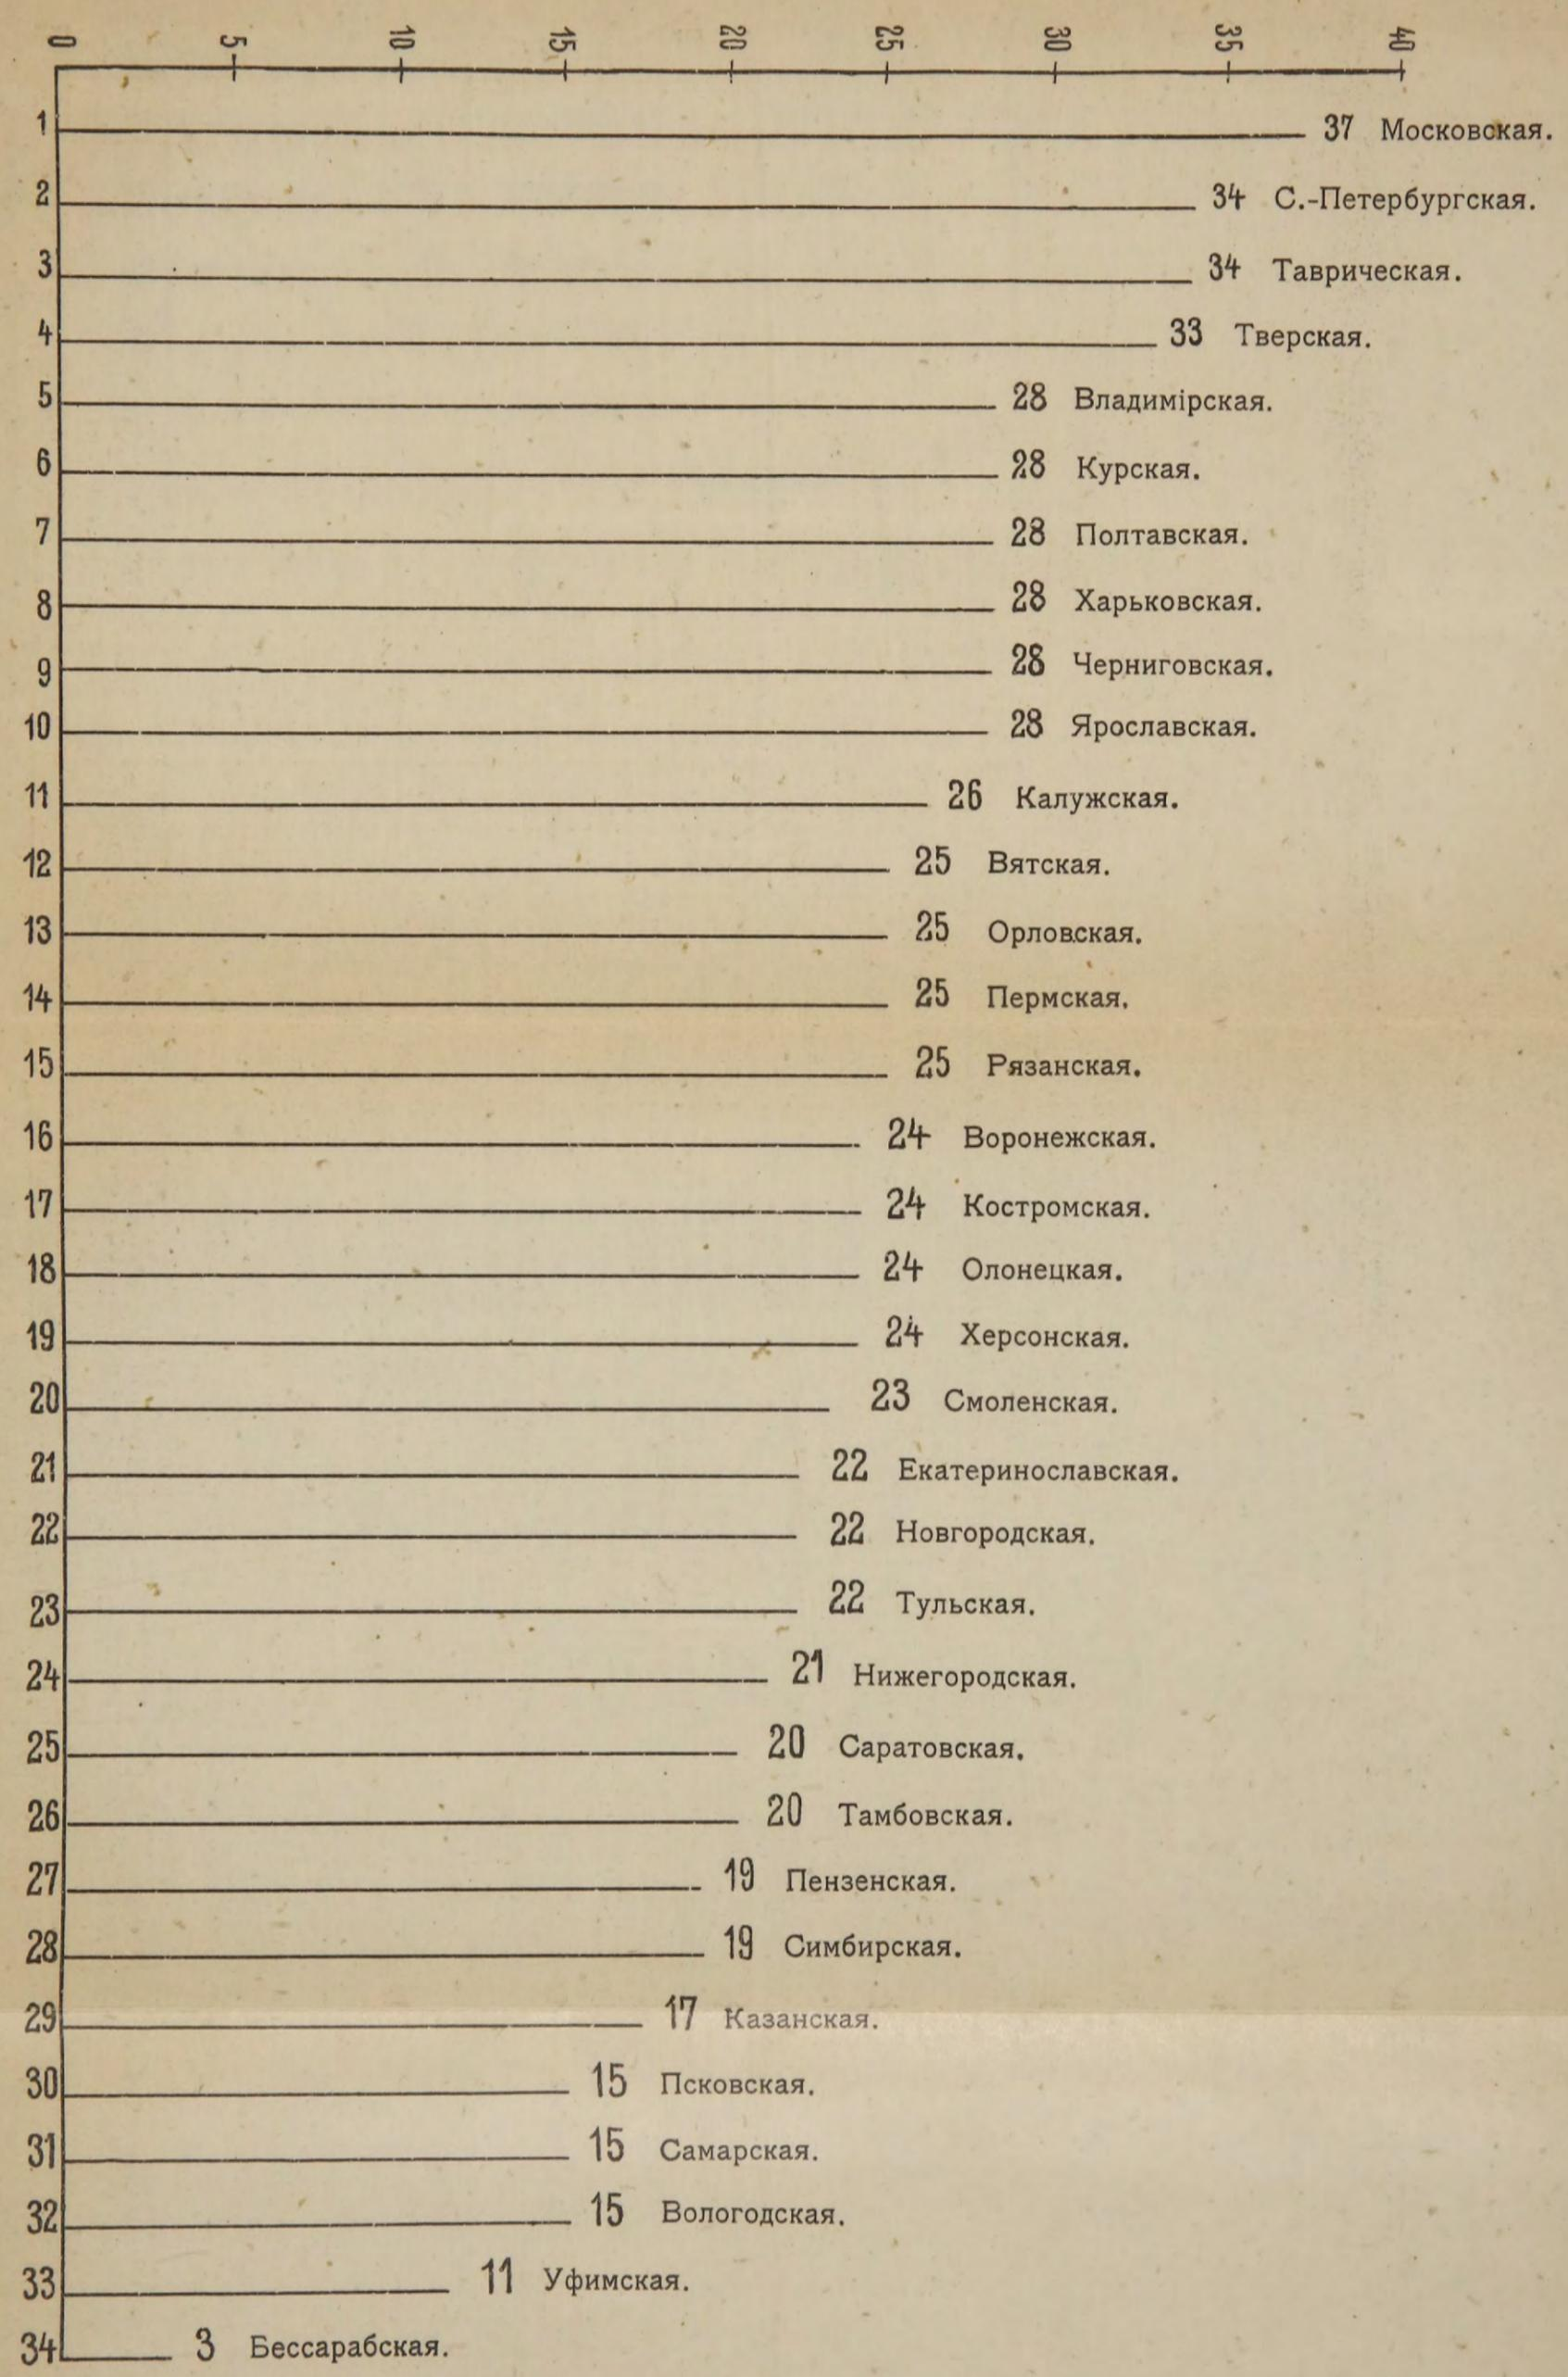 0 5 10 15 20 25 30 35 40
1 37 Московская.
2 34 С.-Петербургская.
3 34 Таврическая.
4 33 Тверская.
5 28 Владимірская.
6 28 Курская.
7 28 Полтавская.
8 28 Харьковская.
9 28 Черниговская.
10 28 Ярославская.
11 26 Калужская.
12 25 Вятская.
13 25 Орловская.
14 25 Пермская.
15 25 Рязанская.
16 24 Воронежская.
17 24 Костромская.
18 24 Олонецкая.
19 24 Херсонская.
20 23 Смоленская.
21 22 Екатеринославская.
22 22 Новгородская.
23 22 Тульская.
24 21 Нижегородская.
25 20 Саратовская.
26 20 Тамбовская.
27 19 Пензенская.
28 19 Симбирская.
29 17 Казанская.
30 15 Псковская.
31 15 Самарская.
32 15 Вологодская.
33 11 Уфимская.
34 3 Бессарабская.